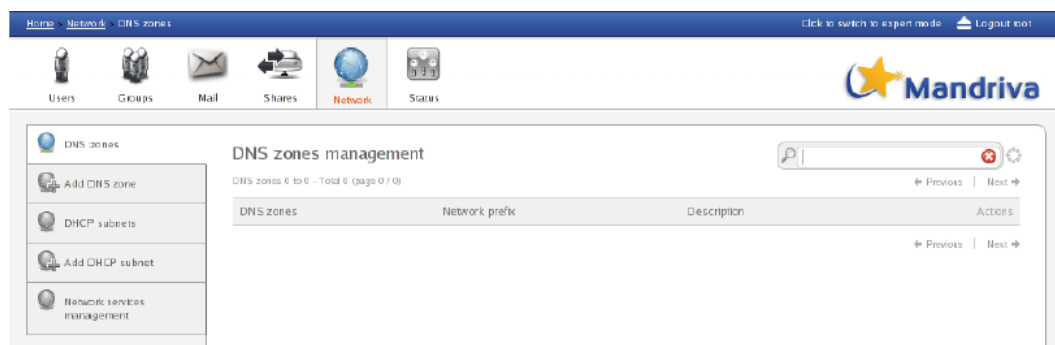 Home > Network > DNS zones
Click to switch to expert mode Logout root
Users Groups Mail Shares Network Status
Mandriva
DNS zones
Add DNS zone
DHCP subnets
Add DHCP subnet
Network services
management
DNS zones management
DNS zones 0 to 0 - Total 0 (page 0 / 0)
Previous | Next
DNS zones Network prefix Description Actions
Previous | Next